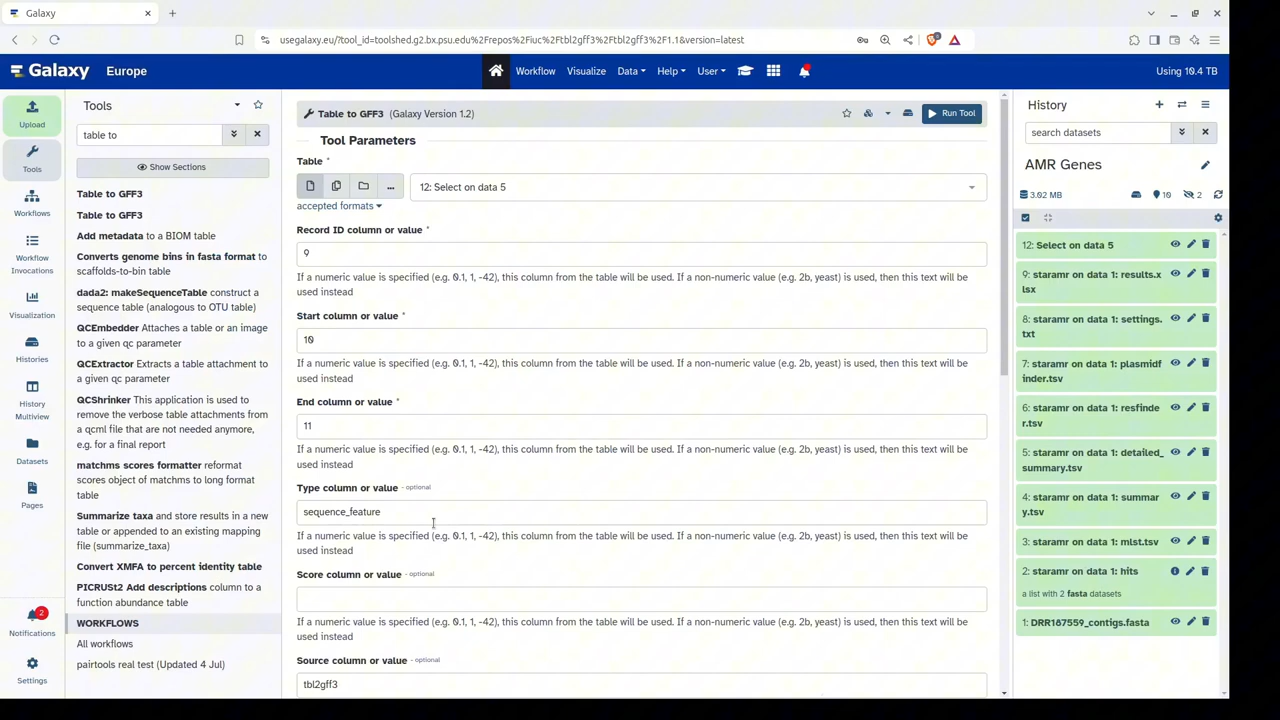 Galaxy
usegalaxy.eu/?tool_id=toolshed.g2.bx.psu.edu%2Frepos%2Fiuc%2Ftbl2gff3%2Ftbl2gff3%2F1.1&version=latest
Galaxy Europe
Workflow
Visualize
Data
Help
User
Using 10.4 TB
Upload
Tools
Workflows
Workflow
Invocations
Visualization
Histories
History
Multiview
Datasets
Pages
2
Notifications
Settings
Tools
table to
Show Sections
Table to GFF3
Table to GFF3
Add metadata to a BIOM table
Converts genome bins in fasta format to
scaffolds-to-bin table
dada2: makeSequenceTable construct a
sequence table (analogous to OTU table)
QCEmbedder Attaches a table or an image
to a given qc parameter
QCExtractor Extracts a table attachment to
a given qc parameter
QCShrinker This application is used to
remove the verbose table attachments from
a qcml file that are not needed anymore,
e.g. for a final report
matchms scores formatter reformat
scores object of matchms to long format
table
Summarize taxa and store results in a new
table or appended to an existing mapping
file (summarize_taxa)
Convert XMFA to percent identity table
PICRUSt2 Add descriptions column to a
function abundance table
WORKFLOWS
All workflows
pairtools real test (Updated 4 Jul)
Table to GFF3 (Galaxy Version 1.2)
Run Tool
Tool Parameters
Table *
12: Select on data 5
accepted formats
Record ID column or value *
9
If a numeric value is specified (e.g. 0.1, 1, -42), this column from the table will be used. If a non-numeric value (e.g. 2b, yeast) is used, then this text will be
used instead
Start column or value *
10
If a numeric value is specified (e.g. 0.1, 1, -42), this column from the table will be used. If a non-numeric value (e.g. 2b, yeast) is used, then this text will be
used instead
End column or value *
11
If a numeric value is specified (e.g. 0.1, 1, -42), this column from the table will be used. If a non-numeric value (e.g. 2b, yeast) is used, then this text will be
used instead
Type column or value - optional
sequence_feature
If a numeric value is specified (e.g. 0.1, 1, -42), this column from the table will be used. If a non-numeric value (e.g. 2b, yeast) is used, then this text will be
used instead
Score column or value - optional
If a numeric value is specified (e.g. 0.1, 1, -42), this column from the table will be used. If a non-numeric value (e.g. 2b, yeast) is used, then this text will be
used instead
Source column or value - optional
tbl2gff3
History
search datasets
AMR Genes
3.02 MB
10
2
12: Select on data 5
9: staramr on data 1: results.x
lsx
8: staramr on data 1: settings.
txt
7: staramr on data 1: plasmidf
inder.tsv
6: staramr on data 1: resfinde
r.tsv
5: staramr on data 1: detailed_
summary.tsv
4: staramr on data 1: summar
y.tsv
3: staramr on data 1: mlst.tsv
2: staramr on data 1: hits
a list with 2 fasta datasets
1: DRR187559_contigs.fasta